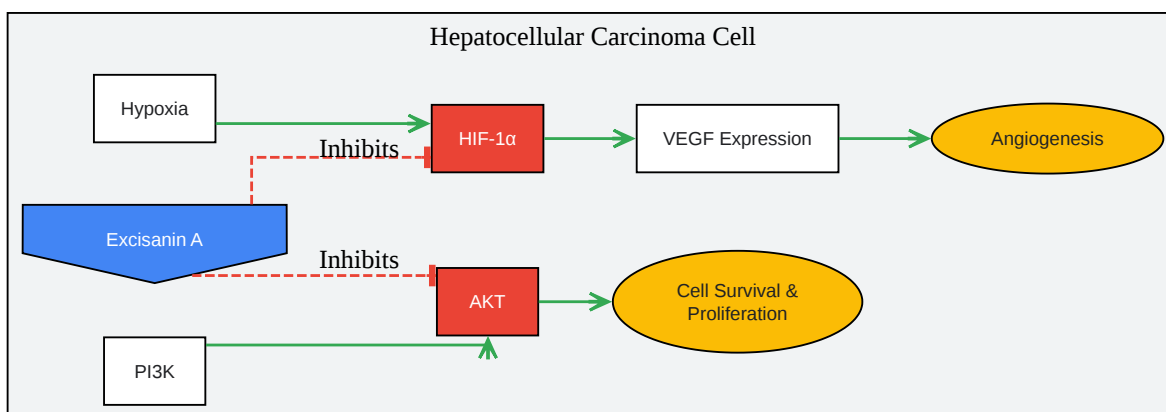 Hepatocellular Carcinoma Cell
Hypoxia
HIF-1α
VEGF Expression
Angiogenesis
Inhibits
Excisanin A
Inhibits
AKT
Cell Survival &
Proliferation
PI3K